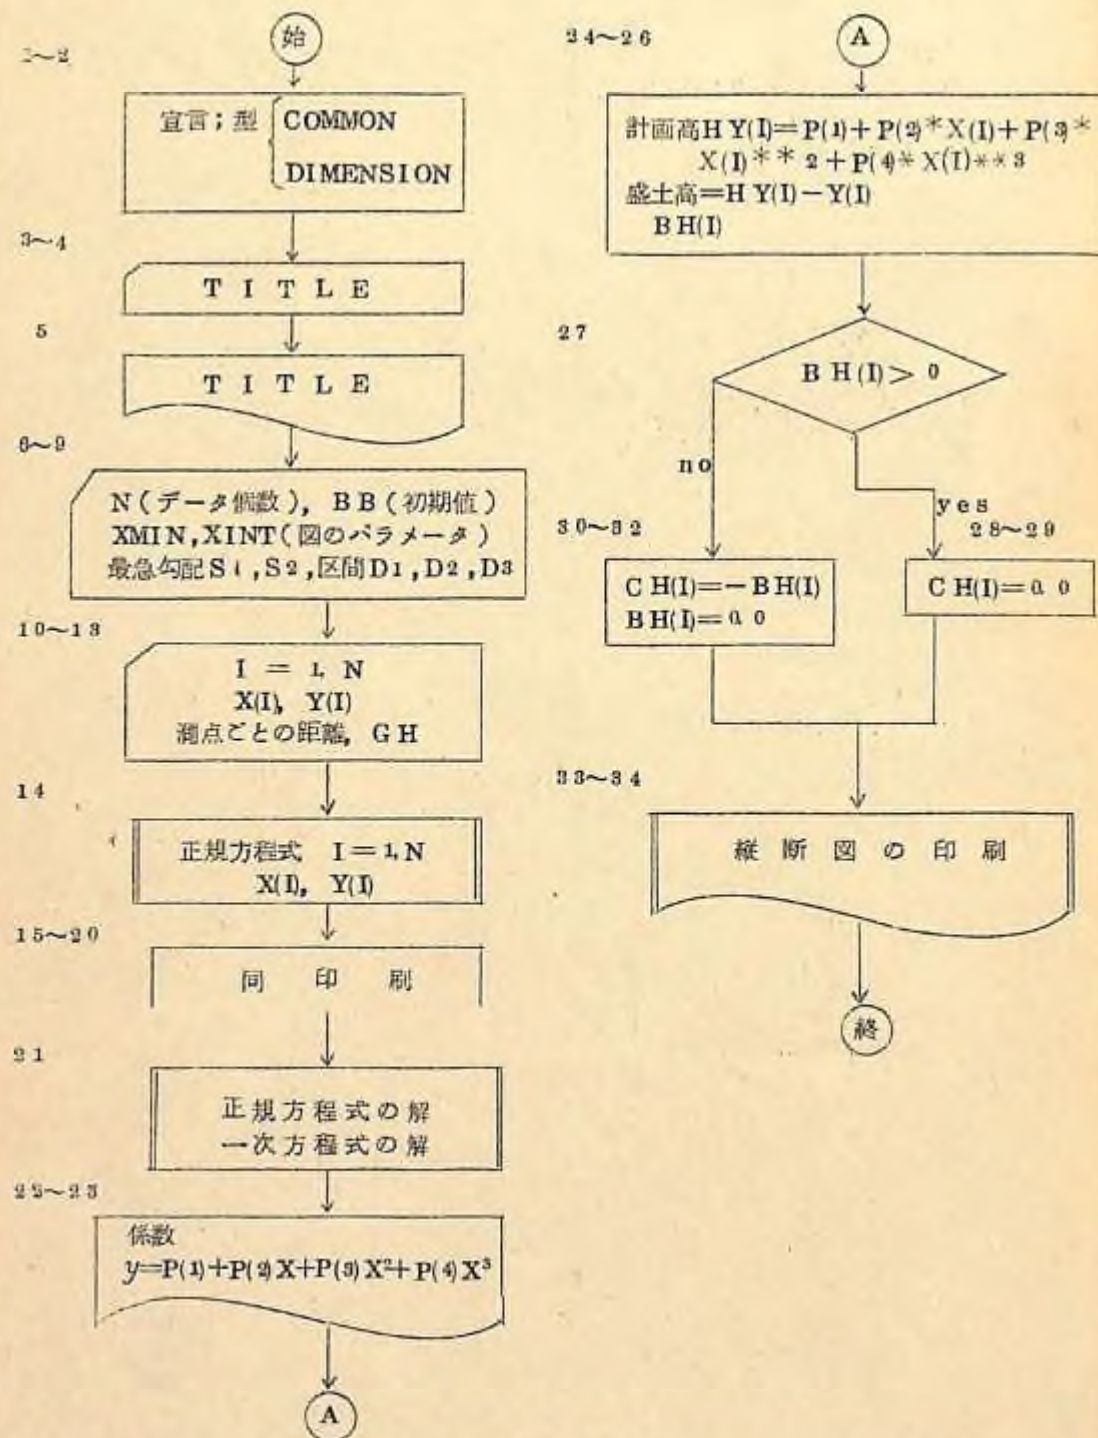 1～2
始
宣言；型 COMMON
DIMENSION
3～4
TITLE
5
TITLE
6～9
N（データ個数）， BB（初期値）
XMIN，XINT（図のパラメータ）
最急勾配S1，S2，区間D1，D2，D3
10～13
I = 1, N
X(I), Y(I)
測点ごとの距離，GH
14
正規方程式 I=1,N
X(I), Y(I)
15～20
同印刷
21
正規方程式の解
一次方程式の解
22～23
係数
y=P(1)+P(2)X+P(3)X²+P(4)X³
A
24～26
A
計画高HY(I)=P(1)+P(2)*X(I)+P(3)*
X(I)**2+P(4)*X(I)**3
盛土高=HY(I)-Y(I)
BH(I)
27
BH(I)>0
no
yes
30～32
28～29
CH(I)=-BH(I)
BH(I)=0.0
CH(I)=0.0
33～34
縦断図の印刷
終